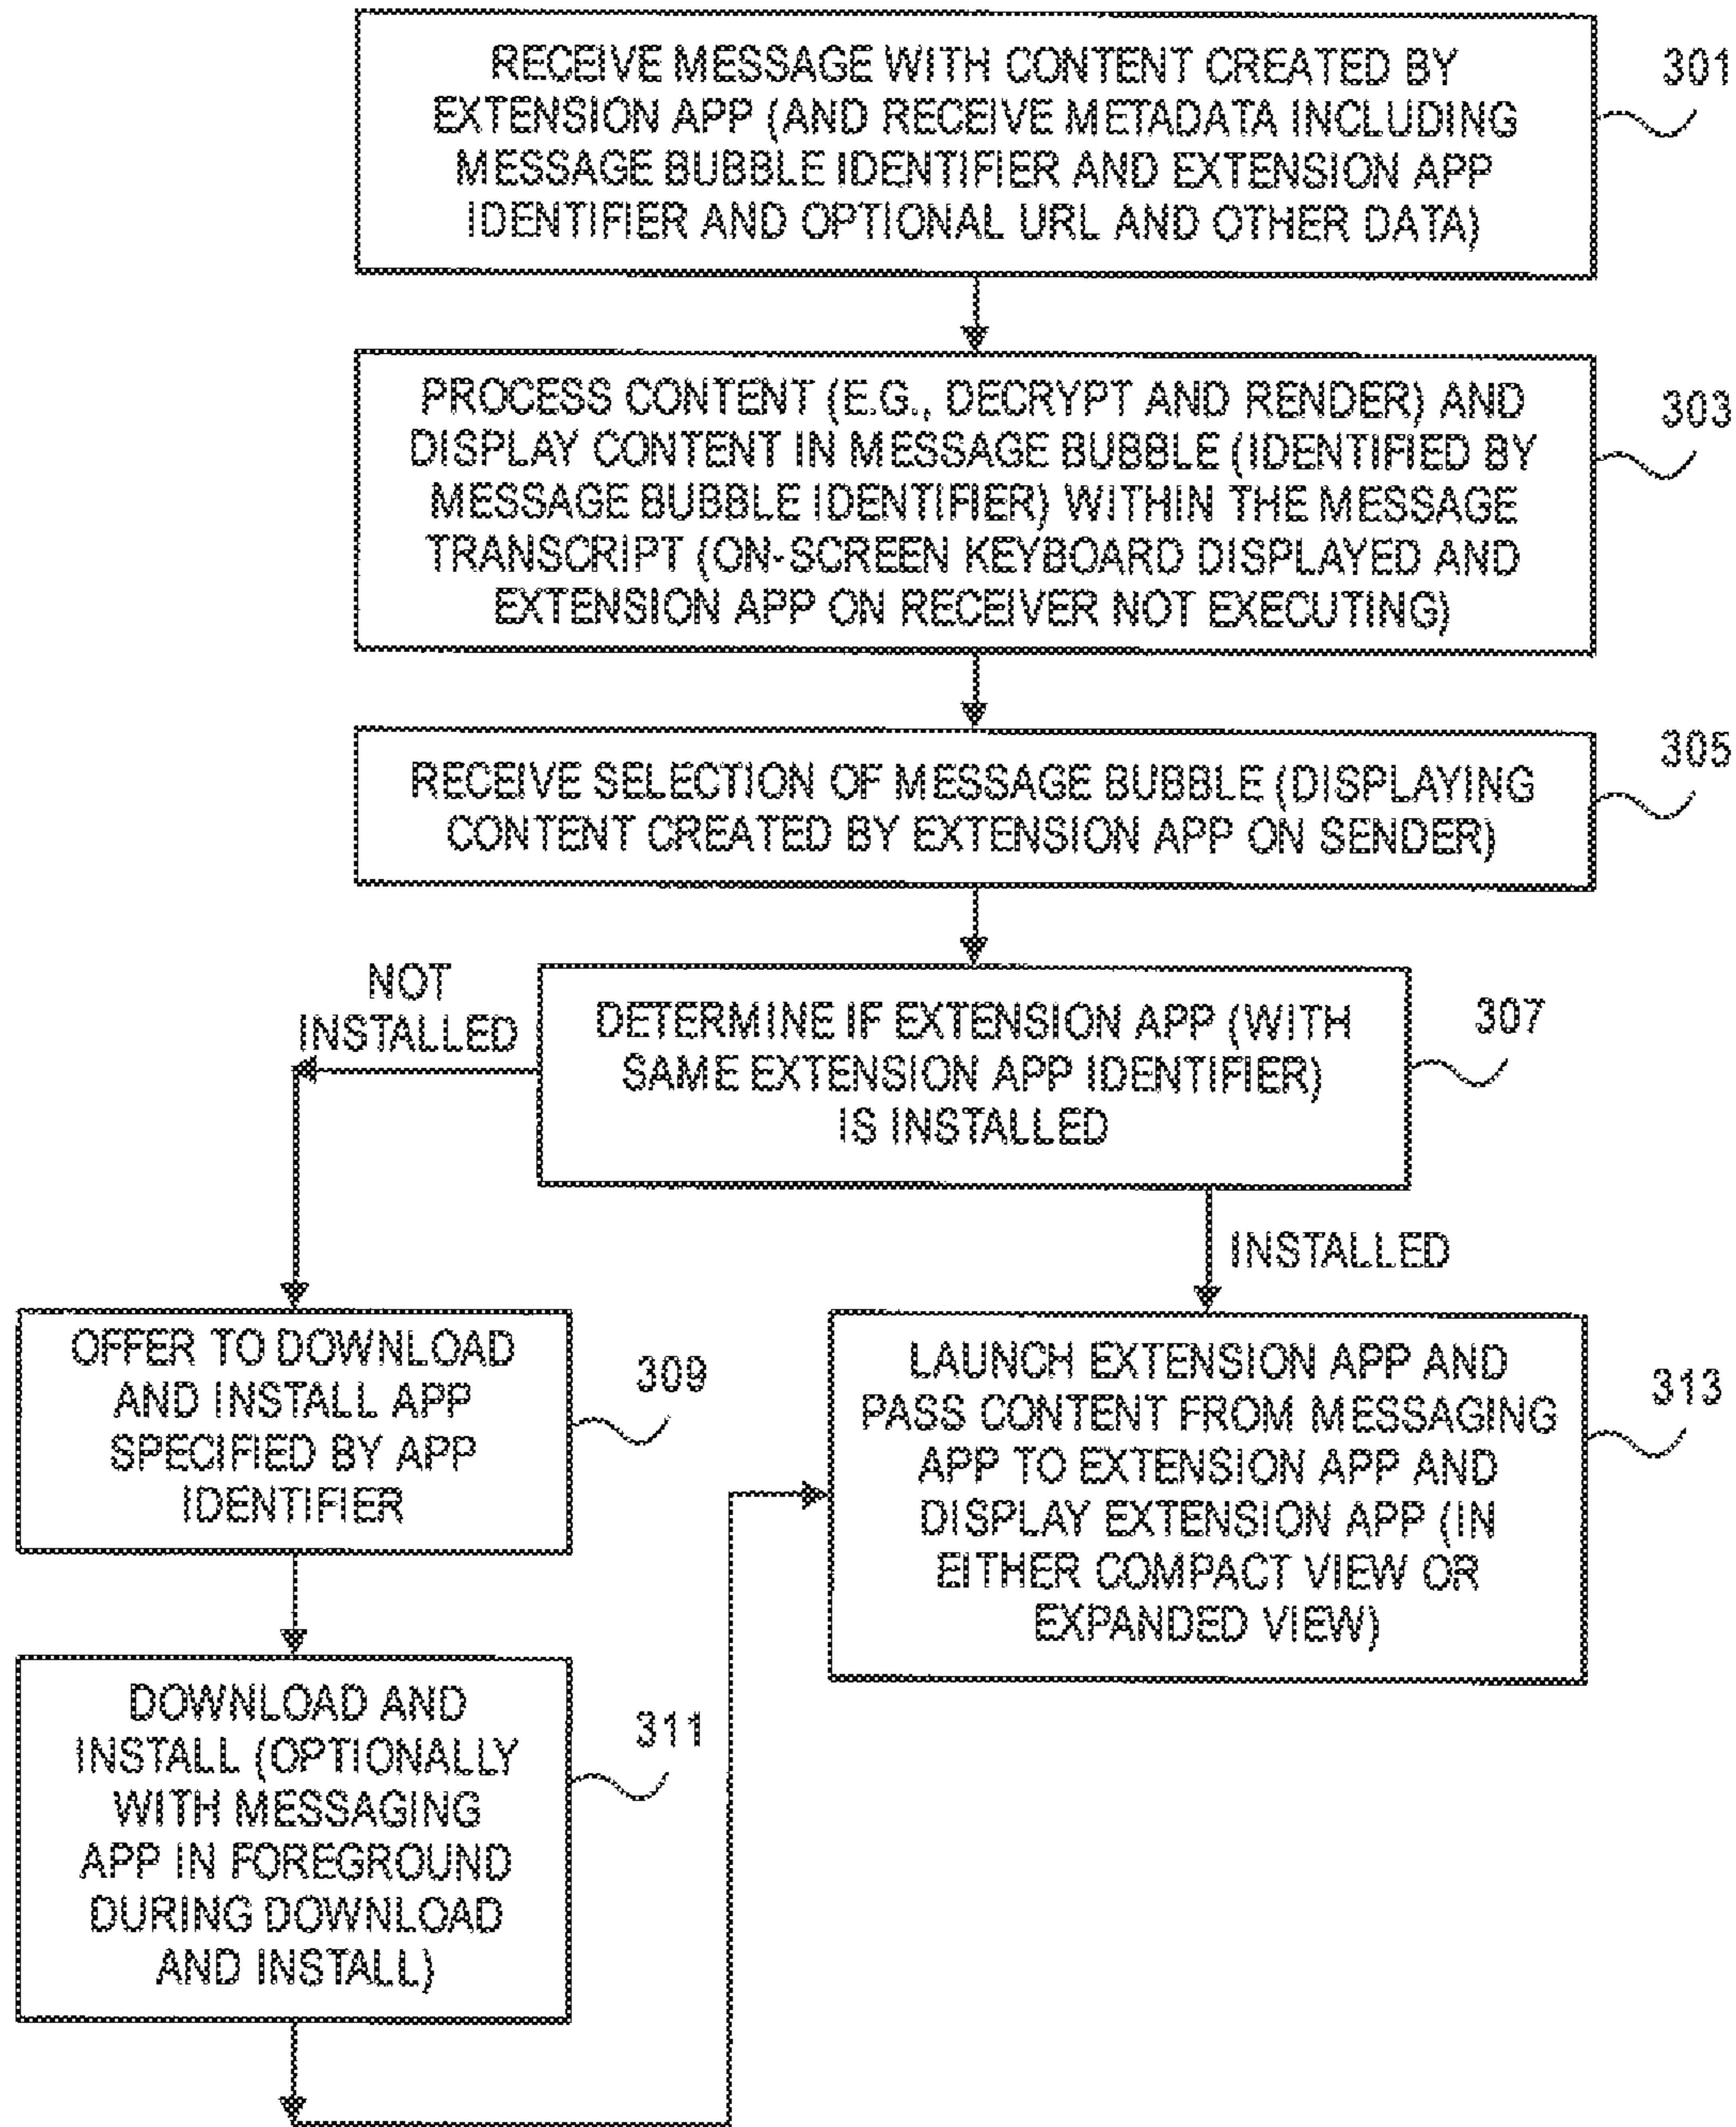 RECEIVE MESSAGE WITH CONTENT CREATED BY
EXTENSION APP (AND RECEIVE METADATA INCLUDING
MESSAGE BUBBLE IDENTIFIER AND EXTENSION APP
IDENTIFIER AND OPTIONAL URL AND OTHER DATA)
301
PROCESS CONTENT (E.G., DECRYPT AND RENDER) AND
DISPLAY CONTENT IN MESSAGE BUBBLE (IDENTIFIED BY
MESSAGE BUBBLE IDENTIFIER) WITHIN THE MESSAGE
TRANSCRIPT (ON-SCREEN KEYBOARD DISPLAYED AND
EXTENSION APP ON RECEIVER NOT EXECUTING)
303
RECEIVE SELECTION OF MESSAGE BUBBLE (DISPLAYING
CONTENT CREATED BY EXTENSION APP ON SENDER)
305
DETERMINE IF EXTENSION APP (WITH
SAME EXTENSION APP IDENTIFIER)
IS INSTALLED
307
NOT
INSTALLED
INSTALLED
OFFER TO DOWNLOAD
AND INSTALL APP
SPECIFIED BY APP
IDENTIFIER
309
LAUNCH EXTENSION APP AND
PASS CONTENT FROM MESSAGING
APP TO EXTENSION APP AND
DISPLAY EXTENSION APP (IN
EITHER COMPACT VIEW OR
EXPANDED VIEW)
313
DOWNLOAD AND
INSTALL (OPTIONALLY
WITH MESSAGING
APP IN FOREGROUND
DURING DOWNLOAD
AND INSTALL)
311